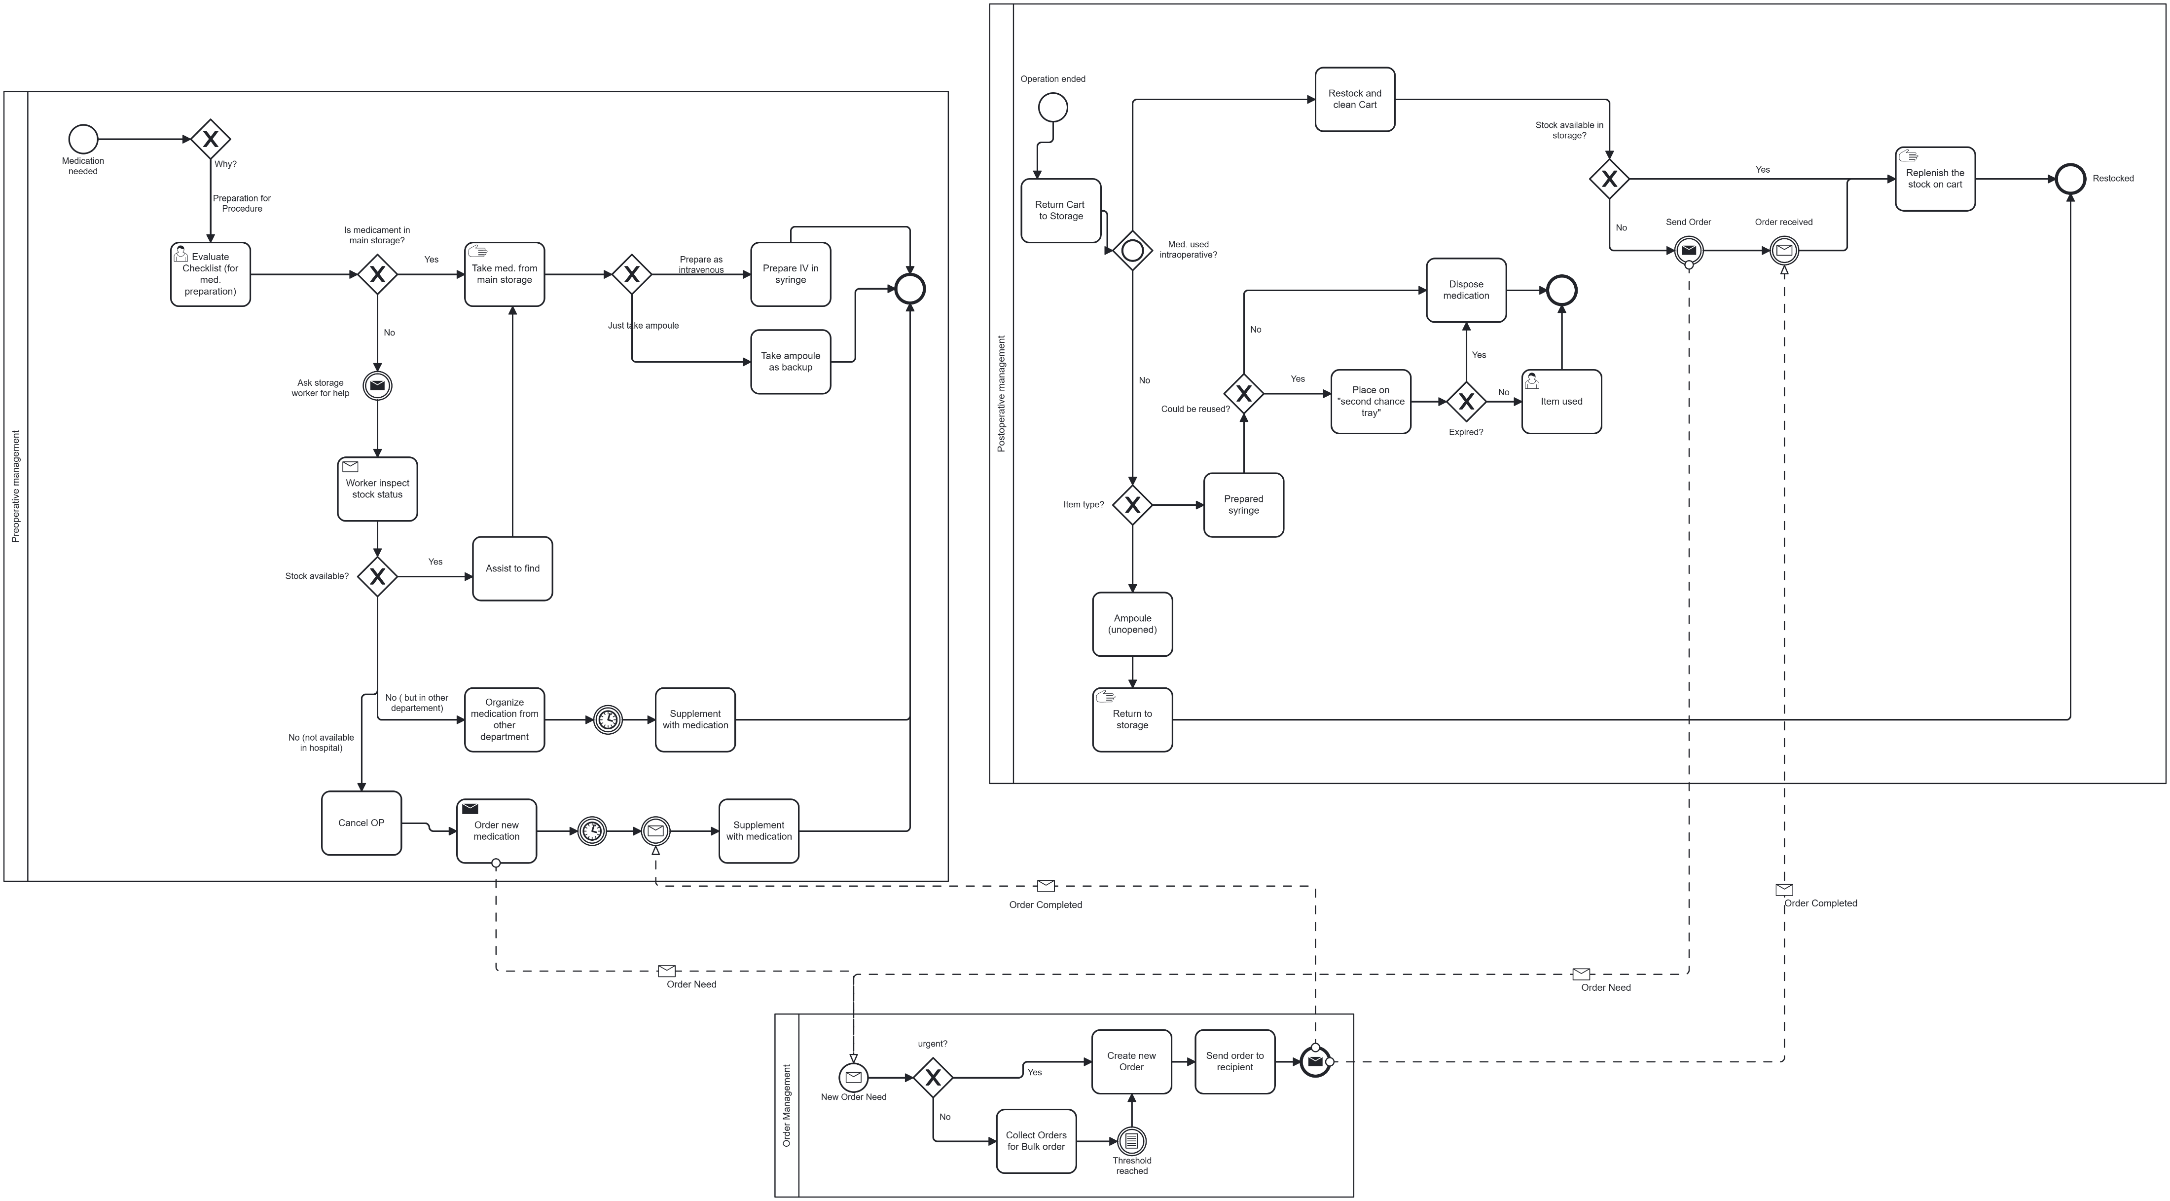 Preoperative management
Medication
needed
Why?
Preparation for
Procedure
Evaluate
Checklist (for
med.
preparation)
Is medicament in
main storage?
Yes
No
Take med. from
main storage
Prepare as
intravenous
Just take ampoule
Prepare IV in
syringe
Take ampoule
as backup
Ask storage
worker for help
Worker inspect
stock status
Stock available?
Yes
Assist to find
No ( but in other
departement)
Organize
medication from
other
department
Supplement
with medication
No (not available
in hospital)
Cancel OP
Order new
medication
Supplement
with medication
Postoperative management
Operation ended
Return Cart
to Storage
Med. used
intraoperative?
Restock and
clean Cart
Stock available in
storage?
Yes
No
Send Order
Order received
Replenish the
stock on cart
Restocked
No
Item type?
Prepared
syringe
Could be reused?
No
Yes
Place on
"second chance
tray"
Expired?
Yes
No
Dispose
medication
Item used
Ampoule
(unopened)
Return to
storage
Order Completed
Order Completed
Order Need
Order Need
Order Management
New Order Need
urgent?
Yes
No
Create new
Order
Send order to
recipient
Collect Orders
for Bulk order
Threshold
reached